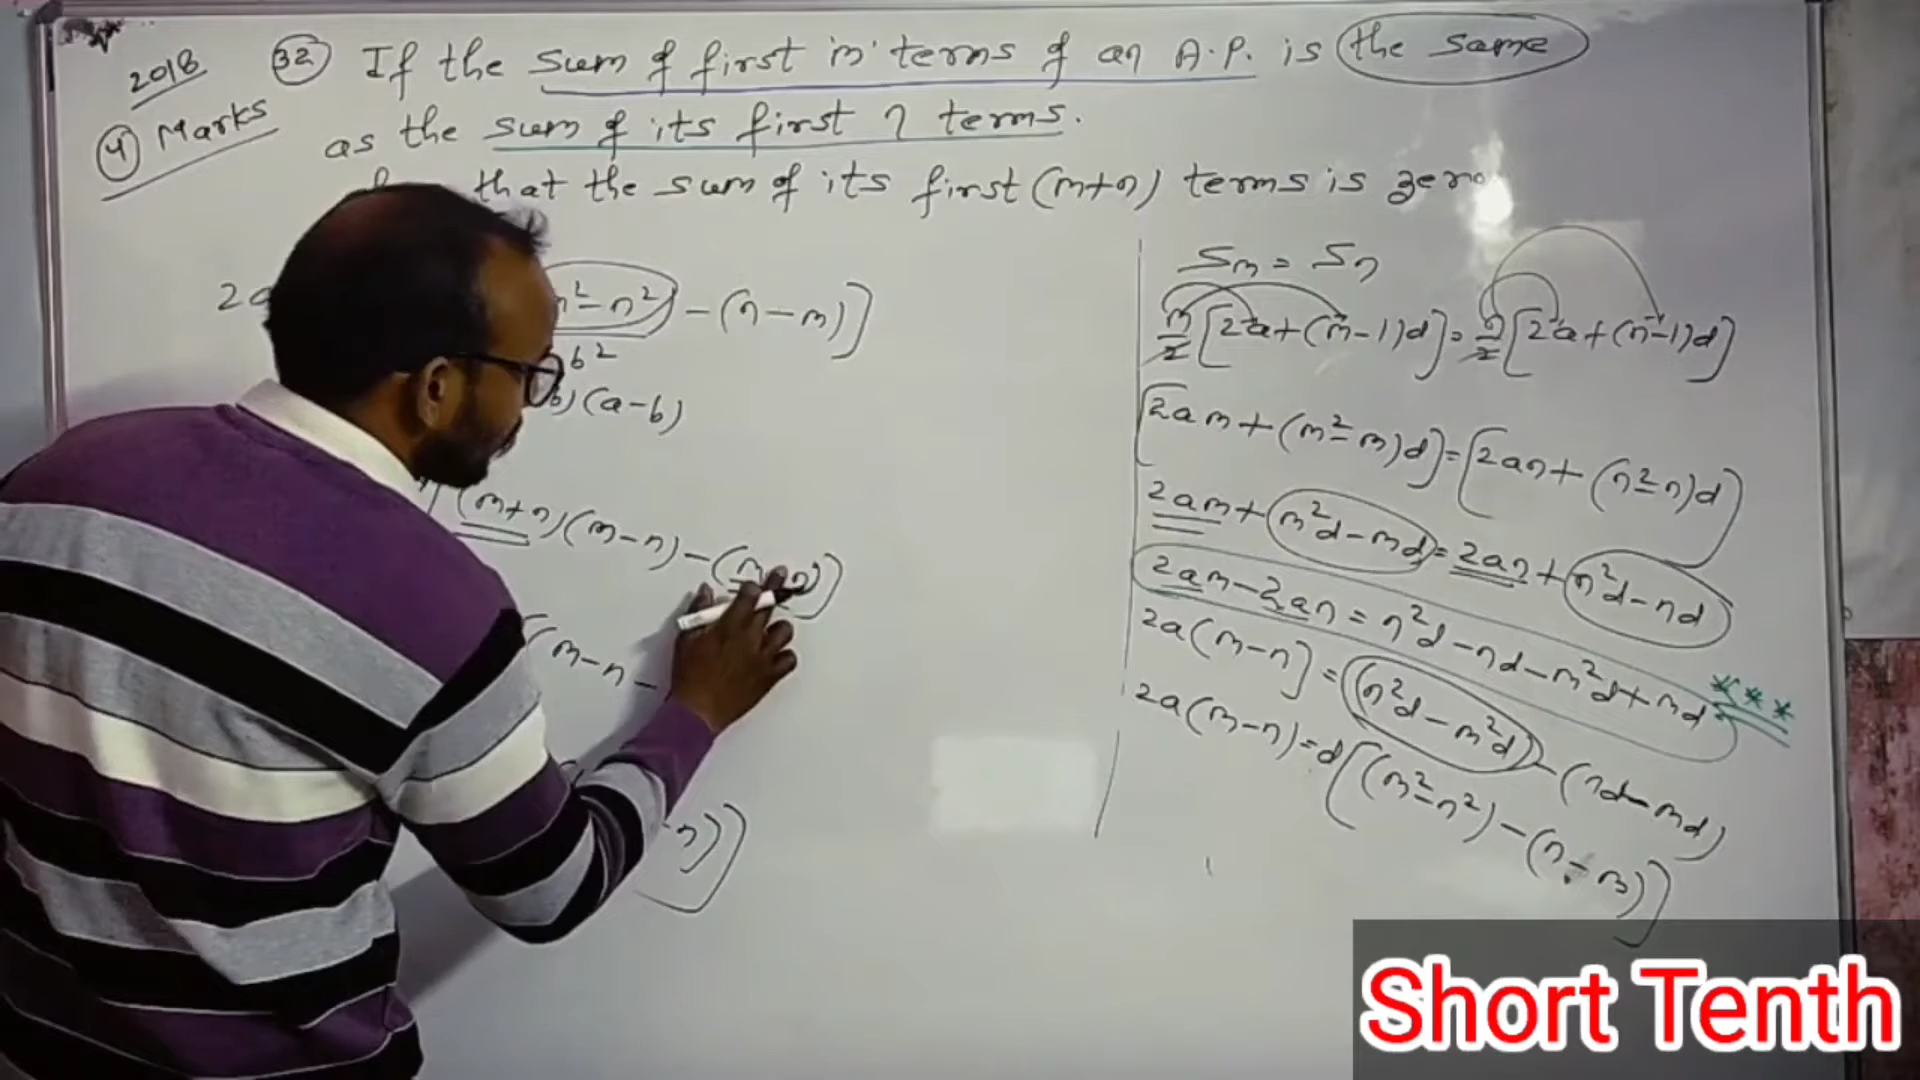 2018
④ Marks
㉜ If the sum of first 'm' terms of an A.P. is the same
as the sum of its first n terms.
that the sum of its first (m+n) terms is zero
n²)-(n-m)]
b²
b)(a-b)
(m+n)(m-n)-(
(m-n-
-n)]
Sm = Sn
m/2[2a+(m-1)d]=n/2[2a+(n-1)d]
[2am+(m²-m)d]=[2an+(n²-n)d]
2am+m²d-md=2an+n²d-nd
2am-2an=n²d-nd-m²d+md. ***
2a(m-n]=(n²d-m²d)-(nd-md)
2a(m-n)=d[(m²-n²)-(n-m)]
Short Tenth